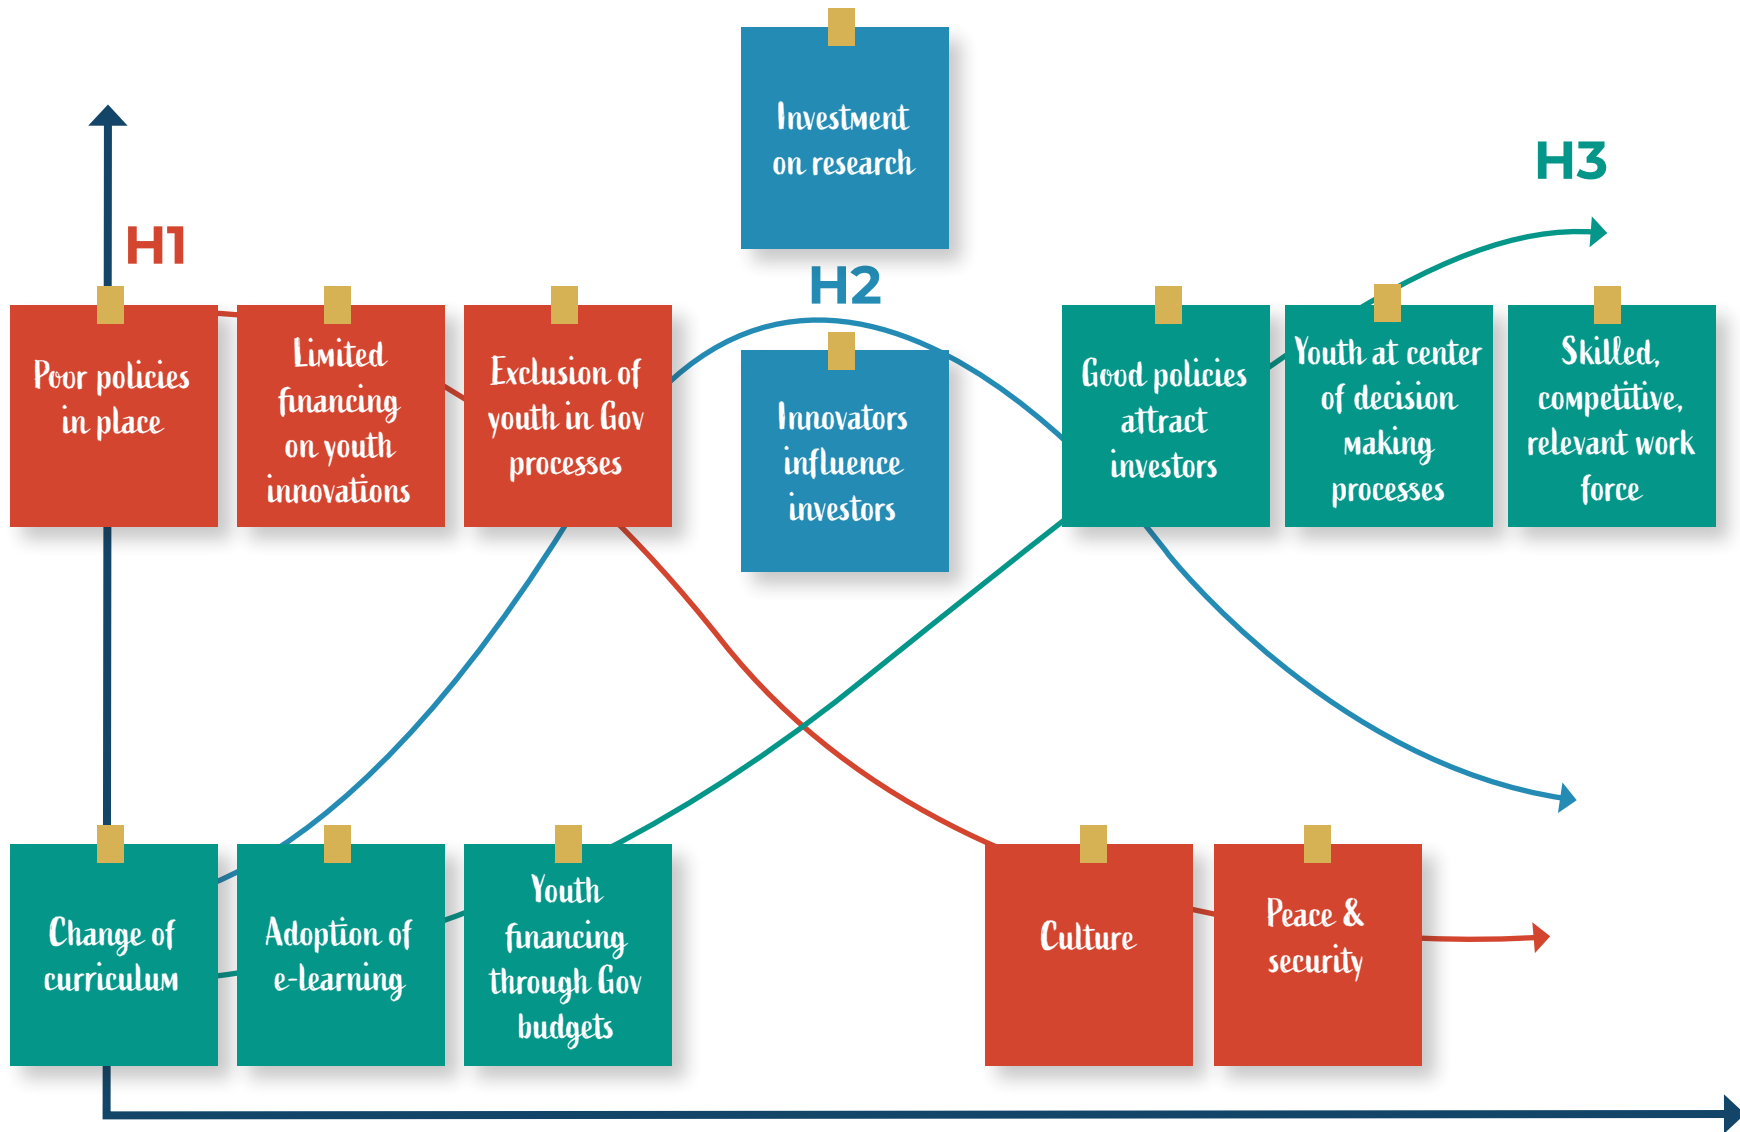 Investment
on research
H1
H2
H3
Poor policies
in place
Limited
financing
on youth
innovations
Exclusion of
youth in Gov
processes
Innovators
influence
investors
Good policies
attract
investors
Youth at center
of decision
making
processes
Skilled,
competitive,
relevant work
force
Change of
curriculum
Adoption of
e-learning
Youth
financing
through Gov
budgets
Culture
Peace &
security